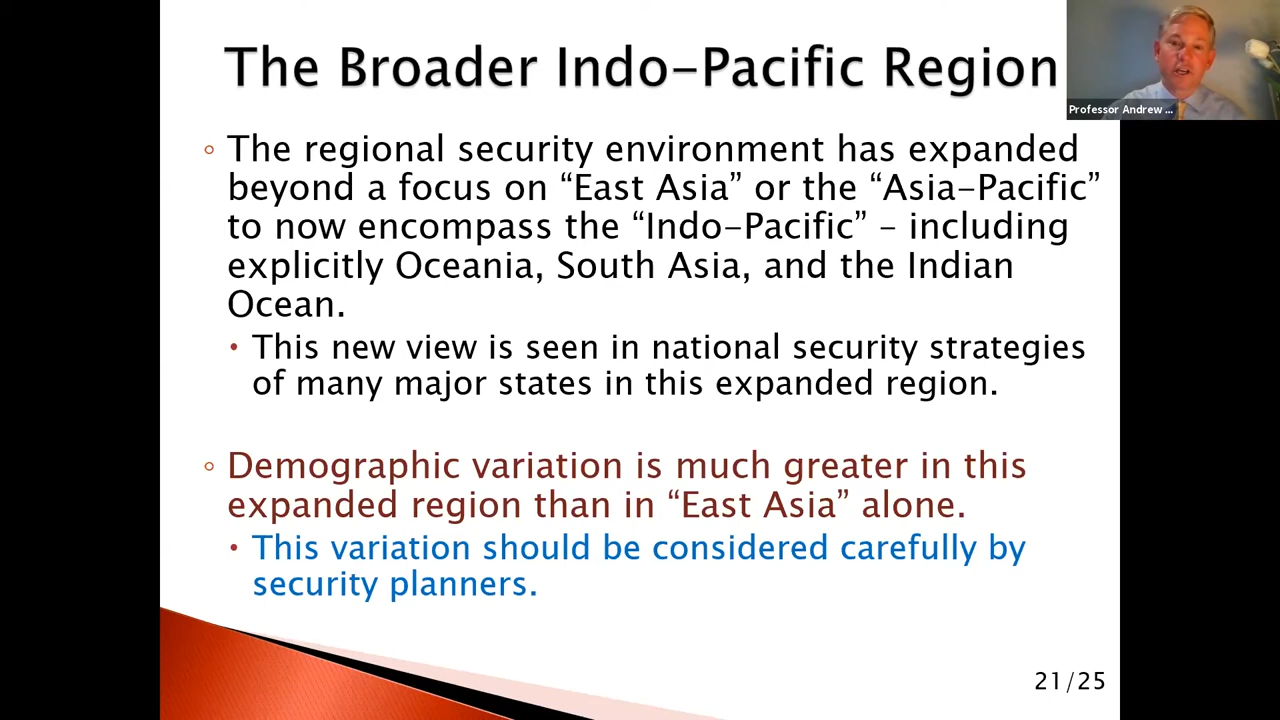 The Broader Indo-Pacific Region
Professor Andrew ...
The regional security environment has expanded
beyond a focus on “East Asia” or the “Asia-Pacific”
to now encompass the “Indo-Pacific” – including
explicitly Oceania, South Asia, and the Indian
Ocean.
This new view is seen in national security strategies
of many major states in this expanded region.
Demographic variation is much greater in this
expanded region than in “East Asia” alone.
This variation should be considered carefully by
security planners.
21/25